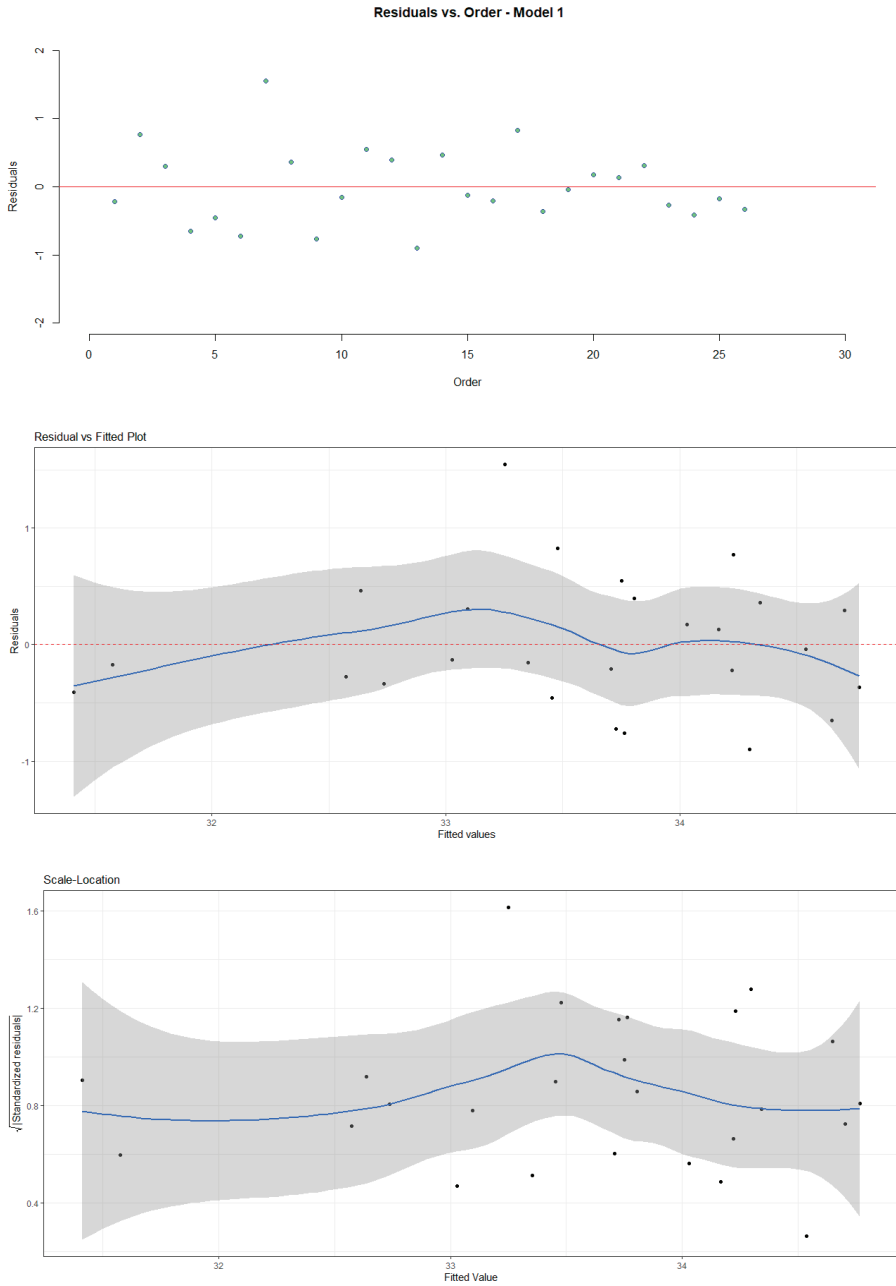 Residuals vs. Order - Model 1
2
1
0
-1
-2
Residuals
0 5 10 15 20 25 30
Order
Residual vs Fitted Plot
1
0
-1
Residuals
32 33 34
Fitted values
Scale-Location
1.6
1.2
0.8
0.4
√|Standardized residuals|
32 33 34
Fitted Value